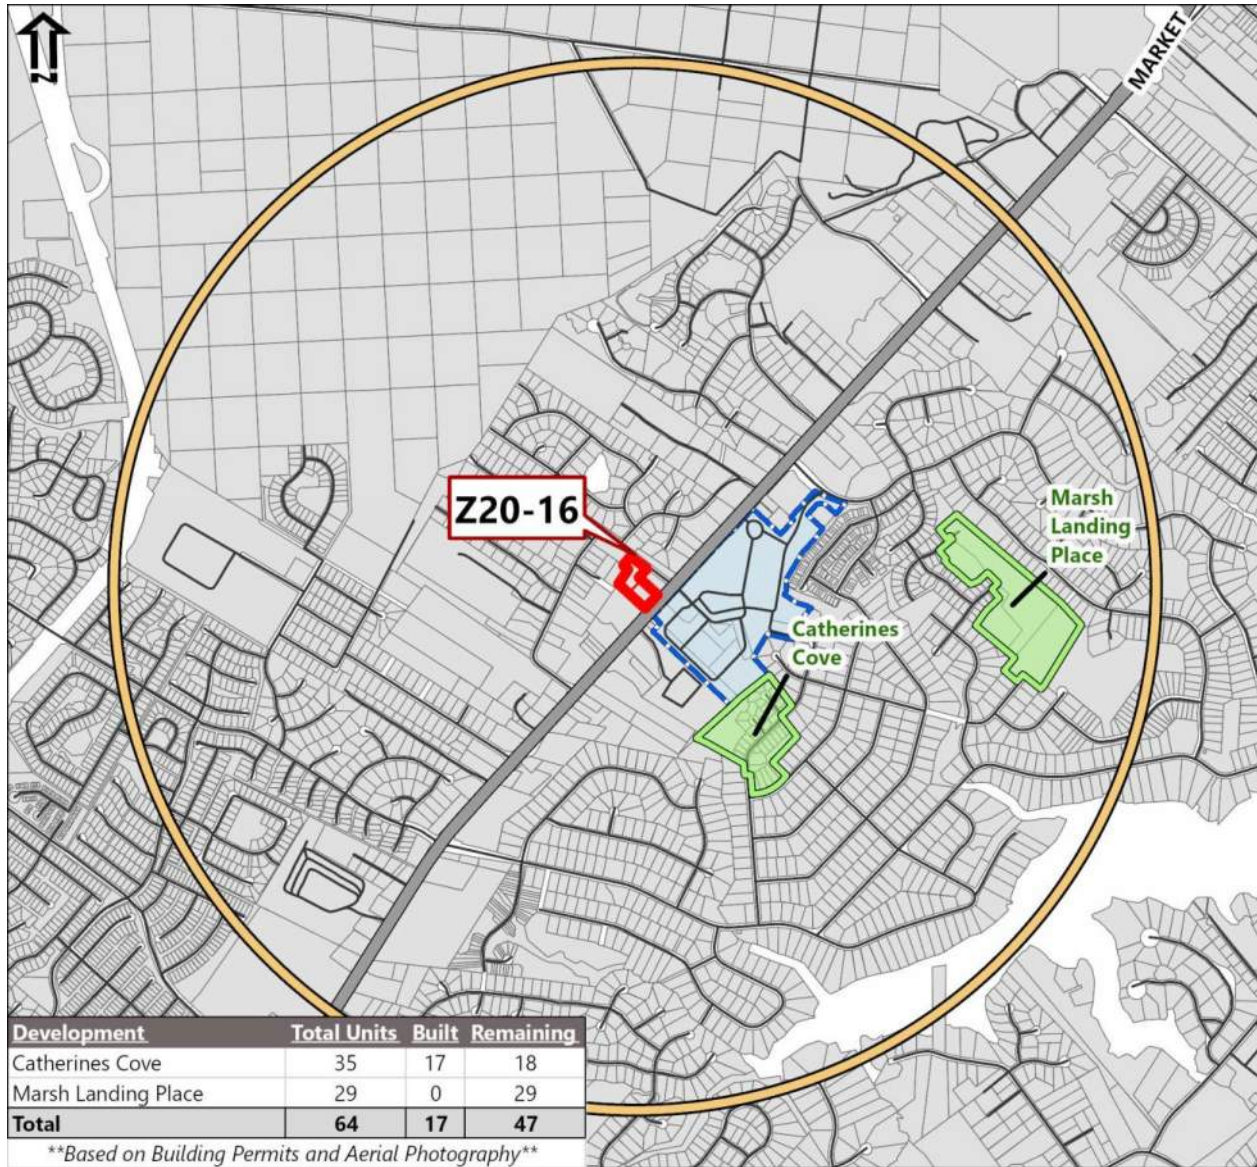 N
MARKET
Z20-16
Marsh
Landing
Place
Catherines
Cove
Development Total Units Built Remaining
Catherines Cove 35 17 18
Marsh Landing Place 29 0 29
Total 64 17 47
**Based on Building Permits and Aerial Photography**